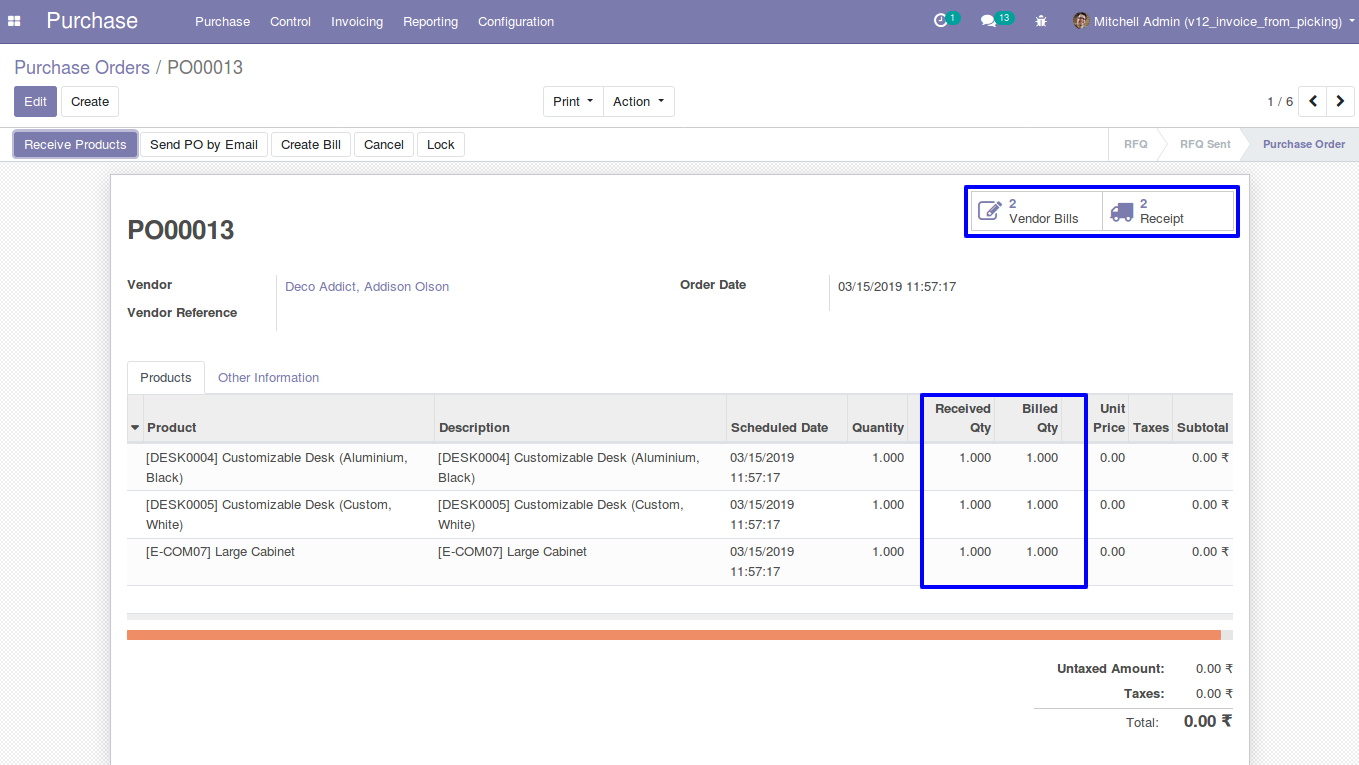 Purchase Purchase Control Invoicing Reporting Configuration 1 13 Mitchell Admin (v12_invoice_from_picking)
Purchase Orders / PO00013
Edit Create Print Action 1 / 6
Receive Products Send PO by Email Create Bill Cancel Lock RFQ RFQ Sent Purchase Order
2 Vendor Bills
2 Receipt
PO00013
Vendor Deco Addict, Addison Olson Order Date 03/15/2019 11:57:17
Vendor Reference
Products Other Information
Product Description Scheduled Date Quantity Received Qty Billed Qty Unit Price Taxes Subtotal
[DESK0004] Customizable Desk (Aluminium, Black) [DESK0004] Customizable Desk (Aluminium, Black) 03/15/2019 11:57:17 1.000 1.000 1.000 0.00 0.00 ₹
[DESK0005] Customizable Desk (Custom, White) [DESK0005] Customizable Desk (Custom, White) 03/15/2019 11:57:17 1.000 1.000 1.000 0.00 0.00 ₹
[E-COM07] Large Cabinet [E-COM07] Large Cabinet 03/15/2019 11:57:17 1.000 1.000 1.000 0.00 0.00 ₹
Untaxed Amount: 0.00 ₹
Taxes: 0.00 ₹
Total: 0.00 ₹